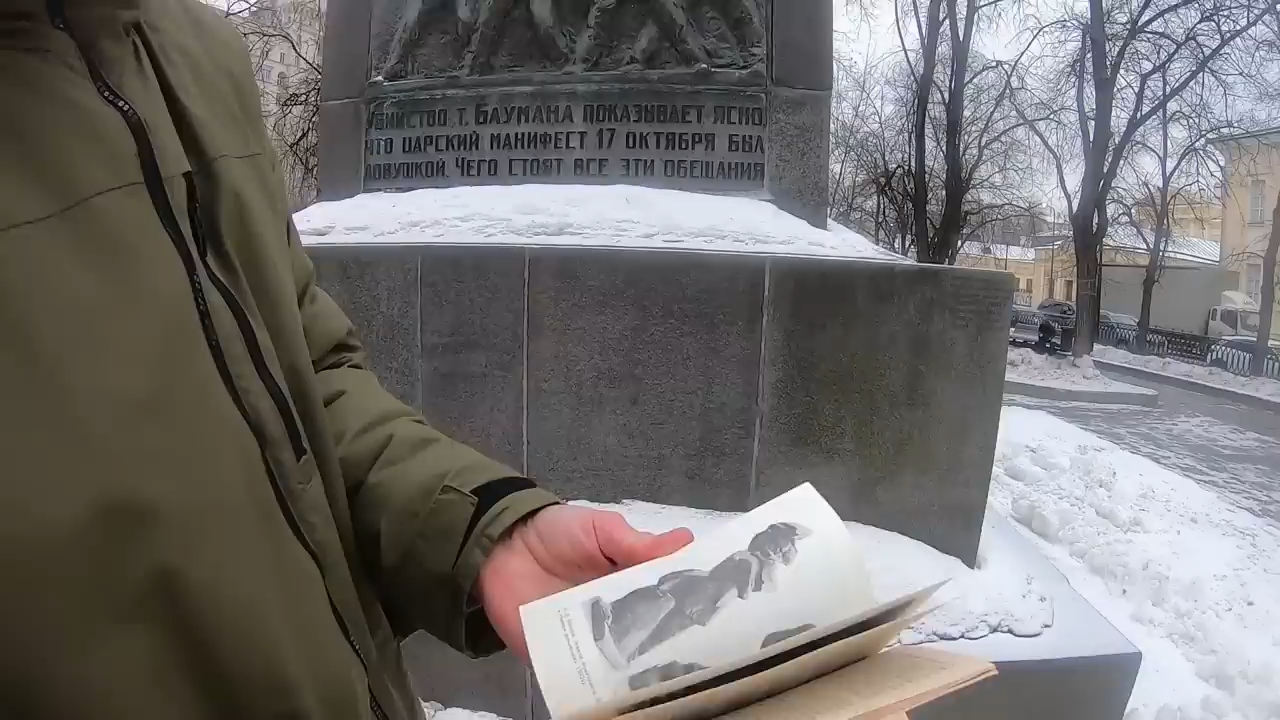 УБИЙСТВО Т. БАУМАНА ПОКАЗЫВАЕТ ЯСНО,
ЧТО ЦАРСКИЙ МАНИФЕСТ 17 ОКТЯБРЯ БЫЛ
ЛОВУШКОЙ. ЧЕГО СТОЯТ ВСЕ ЭТИ ОБЕЩАНИЯ